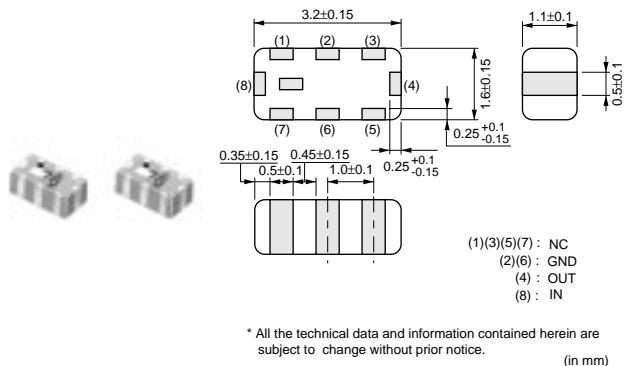 3.2±0.15
1.1±0.1
(1) (2) (3)
(8) (4)
1.6±0.15
0.5±0.1
(7) (6) (5)
0.25 +0.1 -0.15
0.25 +0.1 -0.15
0.35±0.15 0.45±0.15
0.5±0.1 1.0±0.1
(1)(3)(5)(7) : NC
(2)(6) : GND
(4) : OUT
(8) : IN
* All the technical data and information contained herein are
subject to change without prior notice.
(in mm)